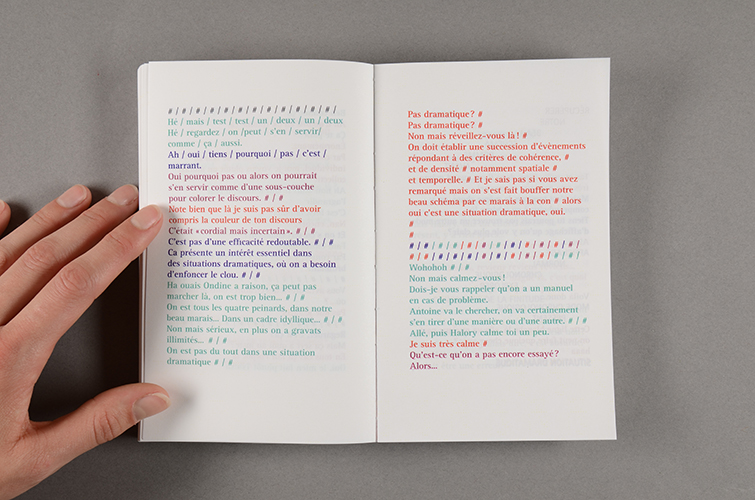 # / # / # / # / # / # / # / # / # / # / # / # /
Hé / mais / test / test / un / deux / un / deux
Hé / regardez / on /peut / s'en / servir/
comme / ça / aussi.
Ah / oui / tiens / pourquoi / pas / c'est /
marrant.
Oui pourquoi pas ou alors on pourrait
s'en servir comme d'une sous-couche
pour colorer le discours. # / #
Note bien que là je suis pas sûr d'avoir
compris la couleur de ton discours
C'était «cordial mais incertain». # / #
C'est pas d'une efficacité redoutable. # / #
Ca présente un intérêt essentiel dans
des situations dramatiques, où on a besoin
d'enfoncer le clou. # / #
Ha ouais Ondine a raison, ça peut pas
marcher là, on est trop bien... # / #
On est tous les quatre peinards, dans notre
beau marais... Dans un cadre idyllique... # / #
Non mais sérieux, en plus on a gravats
illimités... # / #
On est pas du tout dans une situation
dramatique # / #
Pas dramatique? #
Pas dramatique? #
Non mais réveillez-vous là! #
On doit établir une succession d'évènements
répondant à des critères de cohérence, #
et de densité # notamment spatiale #
et temporelle. # Et je sais pas si vous avez
remarqué mais on s'est fait bouffer notre
beau schéma par ce marais à la con # alors
oui c'est une situation dramatique, oui.
#
#
# / # / # / # / # / # / # / # / # / # / # / # /
# / # / # / # / # / # / # / # / # / # / # / # /
Wohohoh # / #
Non mais calmez-vous!
Dois-je vous rappeler qu'on a un manuel
en cas de problème.
Antoine va le chercher, on va certainement
s'en tirer d'une manière ou d'une autre. # / #
Allé, puis Halory calme toi un peu.
Je suis très calme #
Qu'est-ce qu'on a pas encore essayé?
Alors...